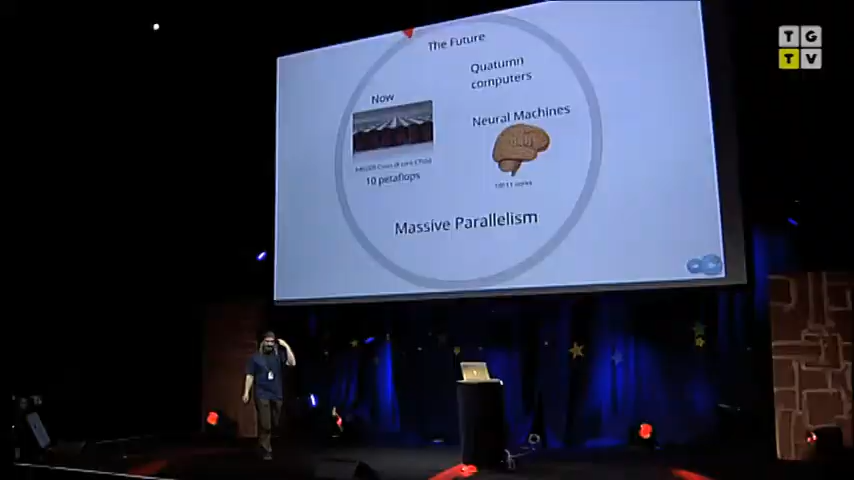 The Future
Quatumn
computers
Now
Neural Machines
10 petaflops
Massive Parallelism
TG
TV